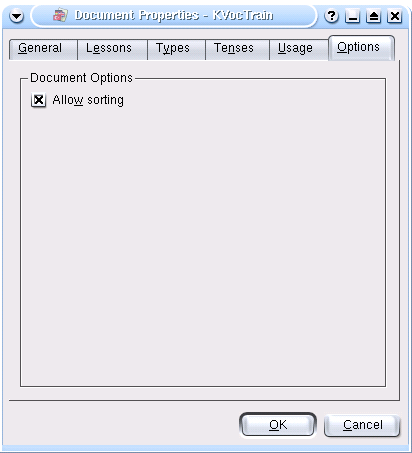 Document Properties - KVocTrain
General Lessons Types Tenses Usage Options
Document Options
Allow sorting
OK Cancel